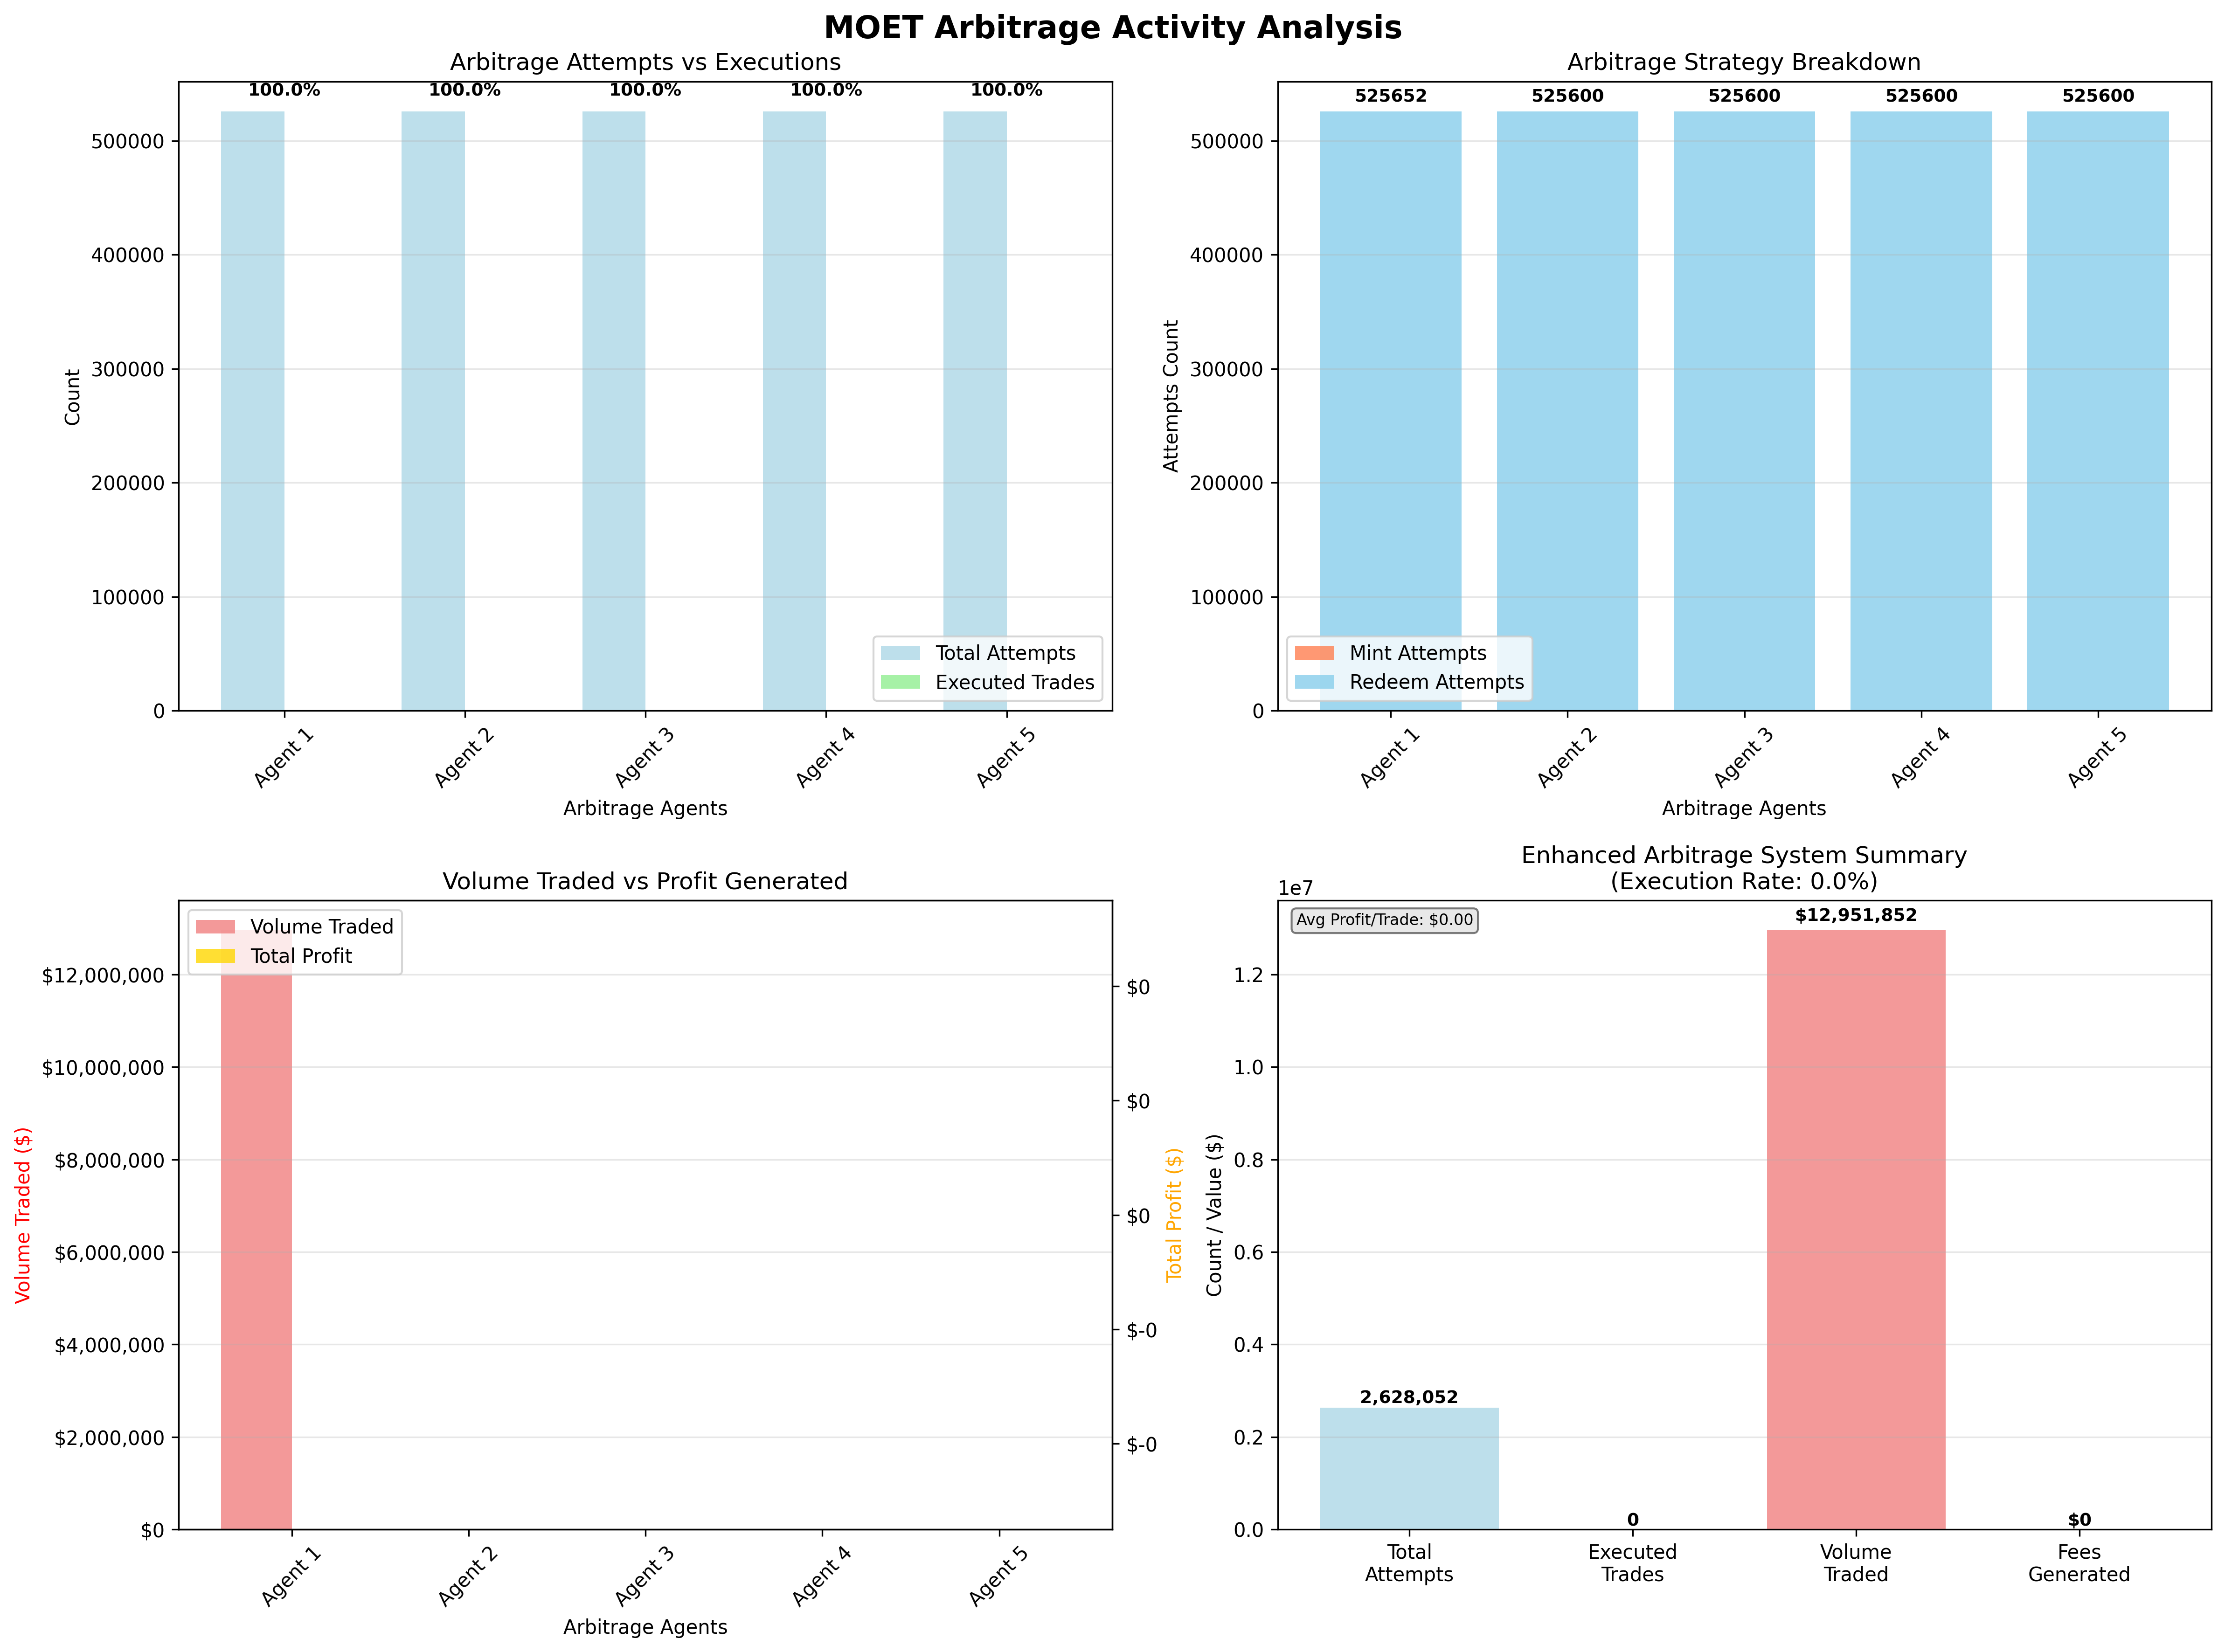 MOET Arbitrage Activity Analysis
Arbitrage Attempts vs Executions
100.0% 100.0% 100.0% 100.0% 100.0%
500000
400000
300000
200000
100000
0
Count
Total Attempts
Executed Trades
Agent 1 Agent 2 Agent 3 Agent 4 Agent 5
Arbitrage Agents
Arbitrage Strategy Breakdown
525652 525600 525600 525600 525600
500000
400000
300000
200000
100000
0
Attempts Count
Mint Attempts
Redeem Attempts
Agent 1 Agent 2 Agent 3 Agent 4 Agent 5
Arbitrage Agents
Volume Traded vs Profit Generated
Volume Traded
Total Profit
$12,000,000
$10,000,000
$8,000,000
$6,000,000
$4,000,000
$2,000,000
$0
Volume Traded ($)
$0
$0
$0
$-0
$-0
Total Profit ($)
Agent 1 Agent 2 Agent 3 Agent 4 Agent 5
Arbitrage Agents
Enhanced Arbitrage System Summary
(Execution Rate: 0.0%)
1e7
Avg Profit/Trade: $0.00
$12,951,852
1.2
1.0
0.8
0.6
0.4
0.2
0.0
Count / Value ($)
2,628,052
0
$0
Total Executed Volume Fees
Attempts Trades Traded Generated